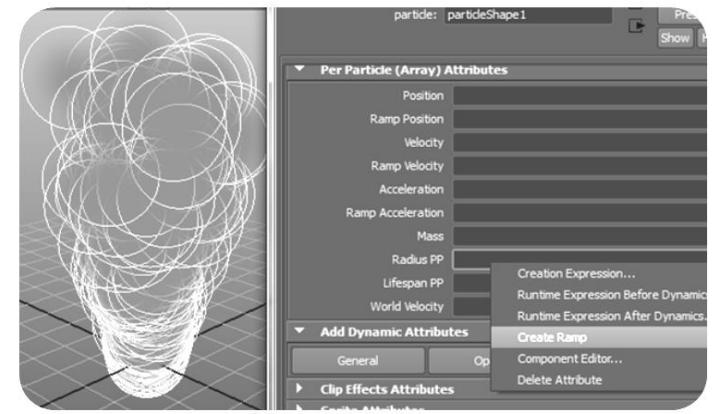 particle: particleShape1
Show
Per Particle (Array) Attributes
Position
Ramp Position
Velocity
Ramp Velocity
Acceleration
Ramp Acceleration
Mass
Radius PP
Lifespan PP
World Velocity
Creation Expression...
Runtime Expression Before Dynamics
Runtime Expression After Dynamics.
Create Ramp
Component Editor...
Delete Attribute
Add Dynamic Attributes
General
Clip Effects Attributes